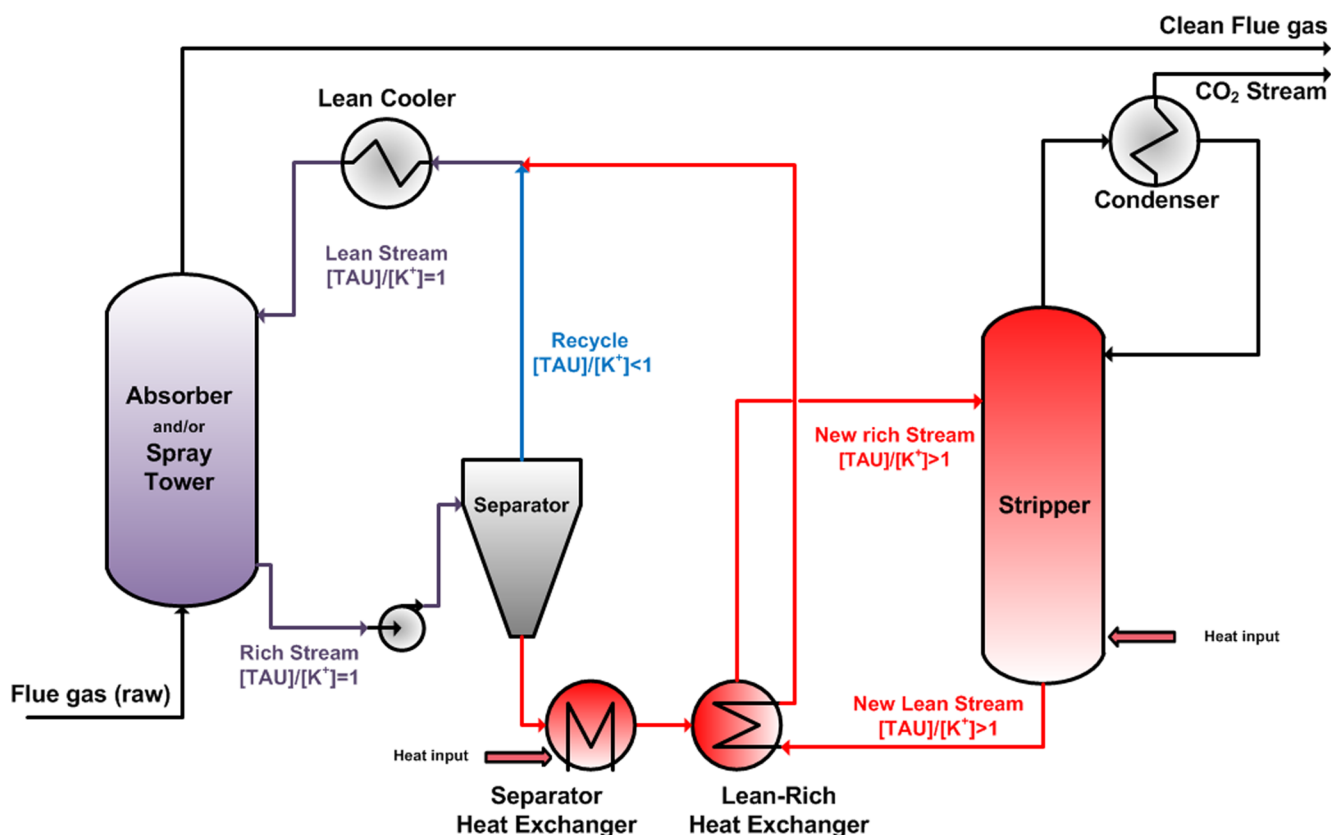 Clean Flue gas
CO₂ Stream
Lean Cooler
Condenser
Lean Stream
[TAU]/[K⁺]=1
Recycle
[TAU]/[K⁺]<1
Absorber
and/or
Spray
Tower
New rich Stream
[TAU]/[K⁺]>1
Separator
Stripper
Rich Stream
[TAU]/[K⁺]=1
Heat input
Flue gas (raw)
New Lean Stream
[TAU]/[K⁺]>1
Heat input
Separator
Heat Exchanger
Lean-Rich
Heat Exchanger